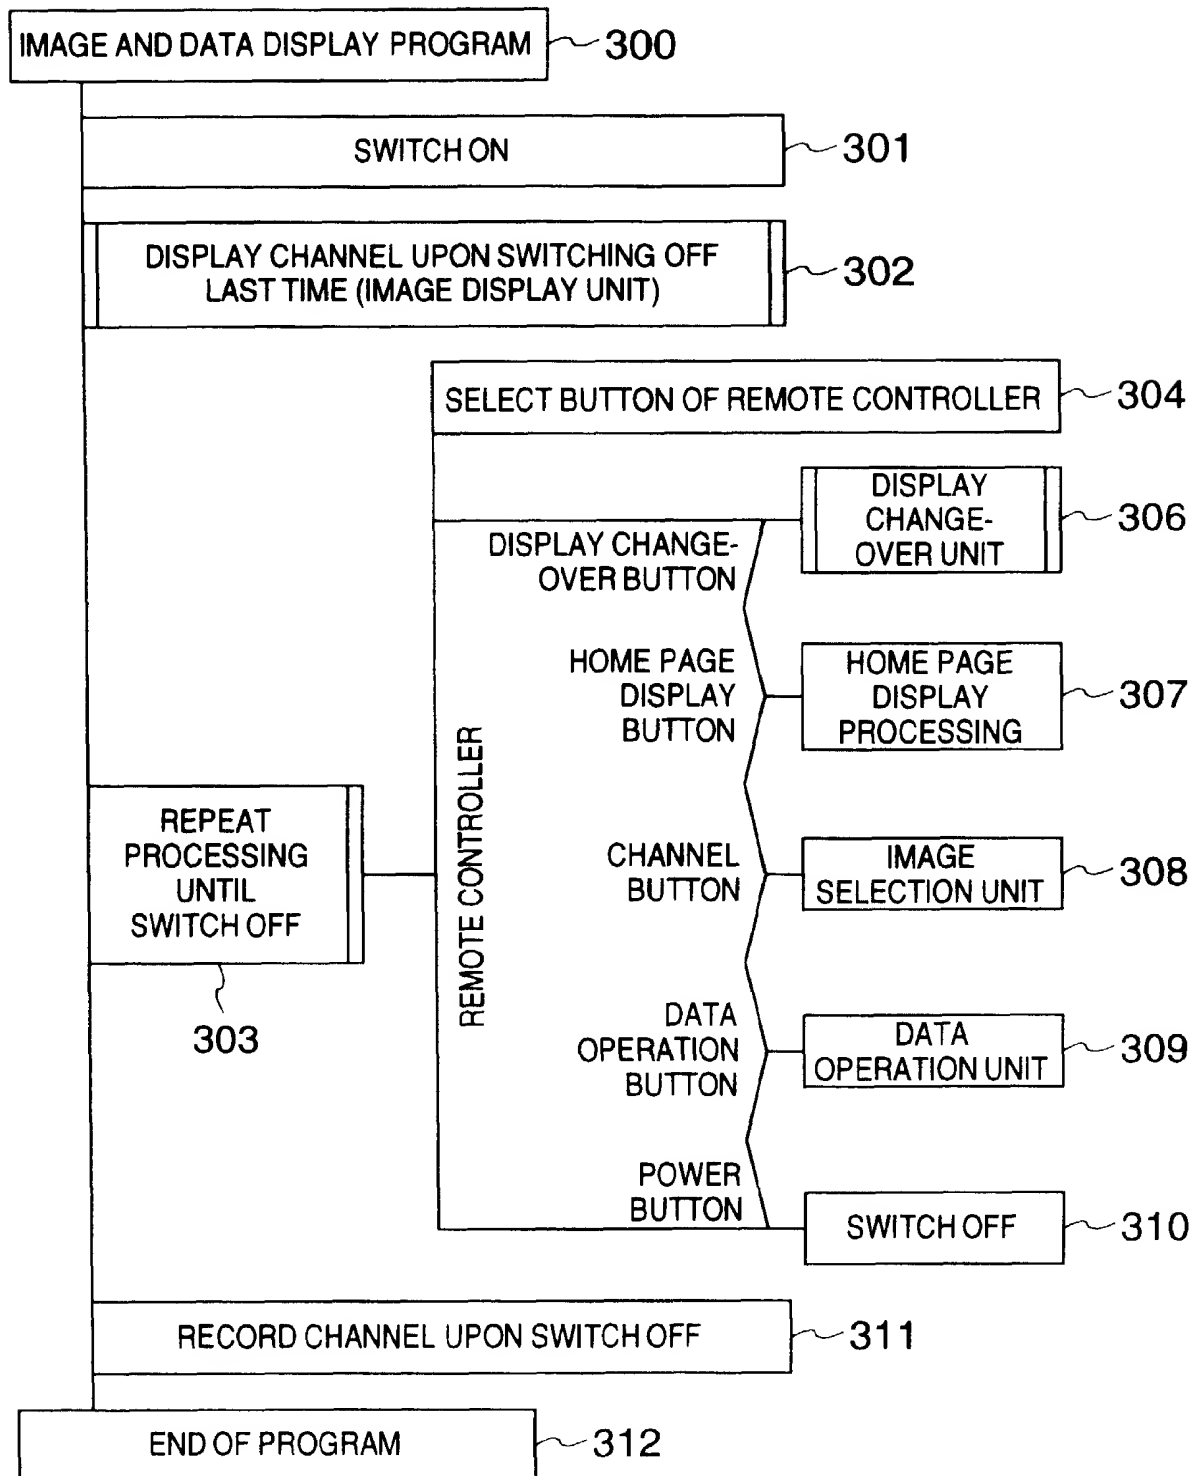 IMAGE AND DATA DISPLAY PROGRAM
300
SWITCH ON
301
DISPLAY CHANNEL UPON SWITCHING OFF
LAST TIME (IMAGE DISPLAY UNIT)
302
SELECT BUTTON OF REMOTE CONTROLLER
304
DISPLAY CHANGE-
OVER BUTTON
DISPLAY
CHANGE-
OVER UNIT
306
HOME PAGE
DISPLAY
BUTTON
HOME PAGE
DISPLAY
PROCESSING
307
REMOTE CONTROLLER
REPEAT
PROCESSING
UNTIL
SWITCH OFF
303
CHANNEL
BUTTON
IMAGE
SELECTION UNIT
308
DATA
OPERATION
BUTTON
DATA
OPERATION UNIT
309
POWER
BUTTON
SWITCH OFF
310
RECORD CHANNEL UPON SWITCH OFF
311
END OF PROGRAM
312